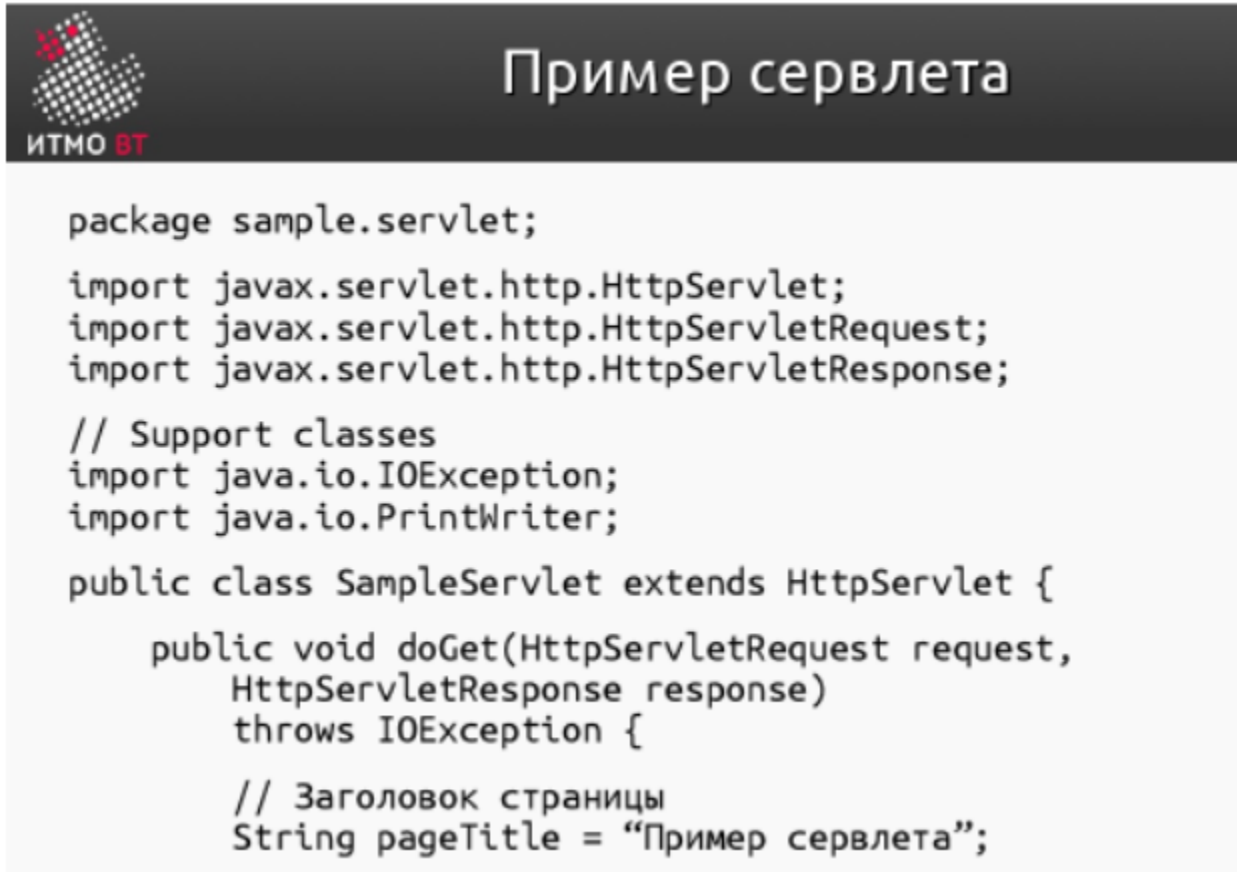 Пример сервлета
ИТМО ВТ
package sample.servlet;
import javax.servlet.http.HttpServlet;
import javax.servlet.http.HttpServletRequest;
import javax.servlet.http.HttpServletResponse;
// Support classes
import java.io.IOException;
import java.io.PrintWriter;
public class SampleServlet extends HttpServlet {
public void doGet(HttpServletRequest request,
HttpServletResponse response)
throws IOException {
// Заголовок страницы
String pageTitle = “Пример сервлета”;